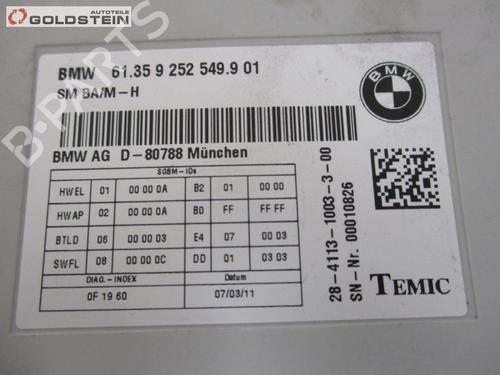 GOLDSTEIN
AUTOTEILE
B-PARTS
BMW 61.35 9 252 549.9 01
SM BA/M-H
BMW
BMW AG D-80788 München
SGBM-IDs
HWEL 01 00 00 0A B2 01 00 00
HWAP 02 00 00 0A B0 FF FF FF
BTLD 06 00 00 03 E4 07 00 03
SWFL 08 00 00 0C DD 01 03 03
DIAG.-INDEX Datum
0F 19 60 07/03/11
28-4113-1003-3-00
SN-Nr. 00010826
TEMIC